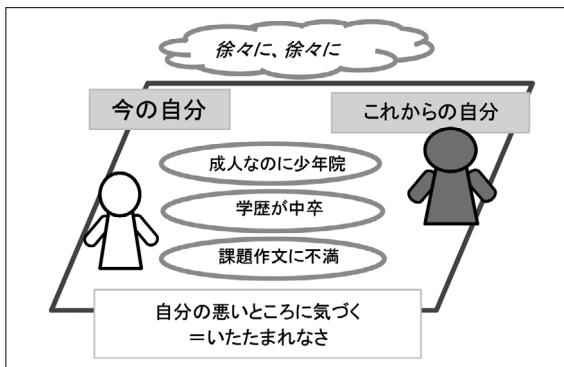 徐々に、徐々に
今の自分
これからの自分
成人なのに少年院
学歴が中卒
課題作文に不満
自分の悪いところに気づく
＝いたたまれなさ